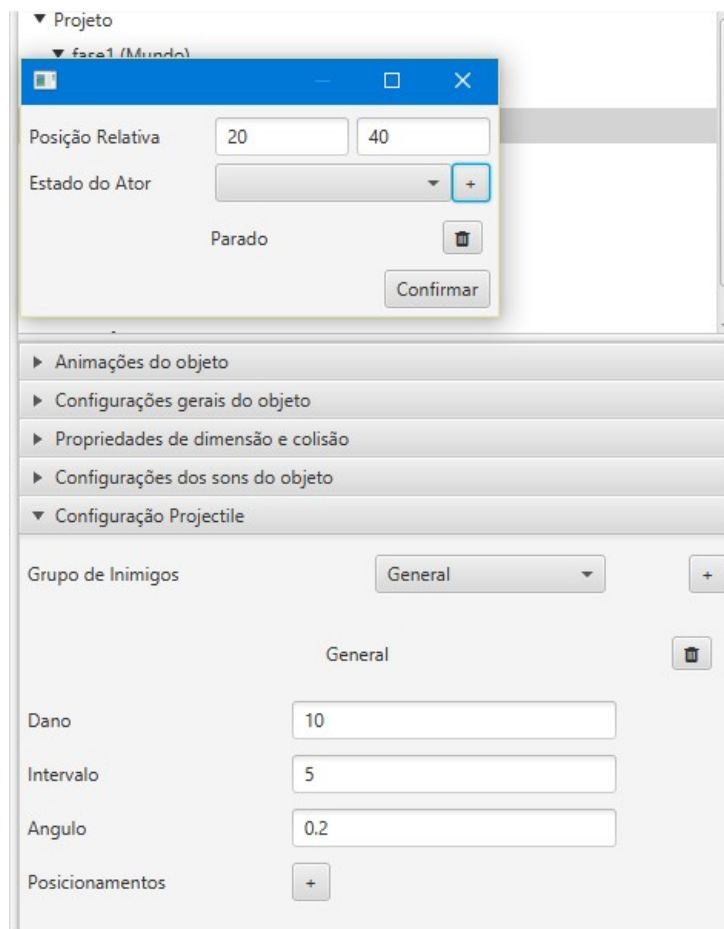 Projeto
fase1 (Mundo)
Posição Relativa 20 40
Estado do Ator +
Parado
Confirmar
Animações do objeto
Configurações gerais do objeto
Propriedades de dimensão e colisão
Configurações dos sons do objeto
Configuração Projectile
Grupo de Inimigos General +
General
Dano 10
Intervalo 5
Angulo 0.2
Posicionamentos +